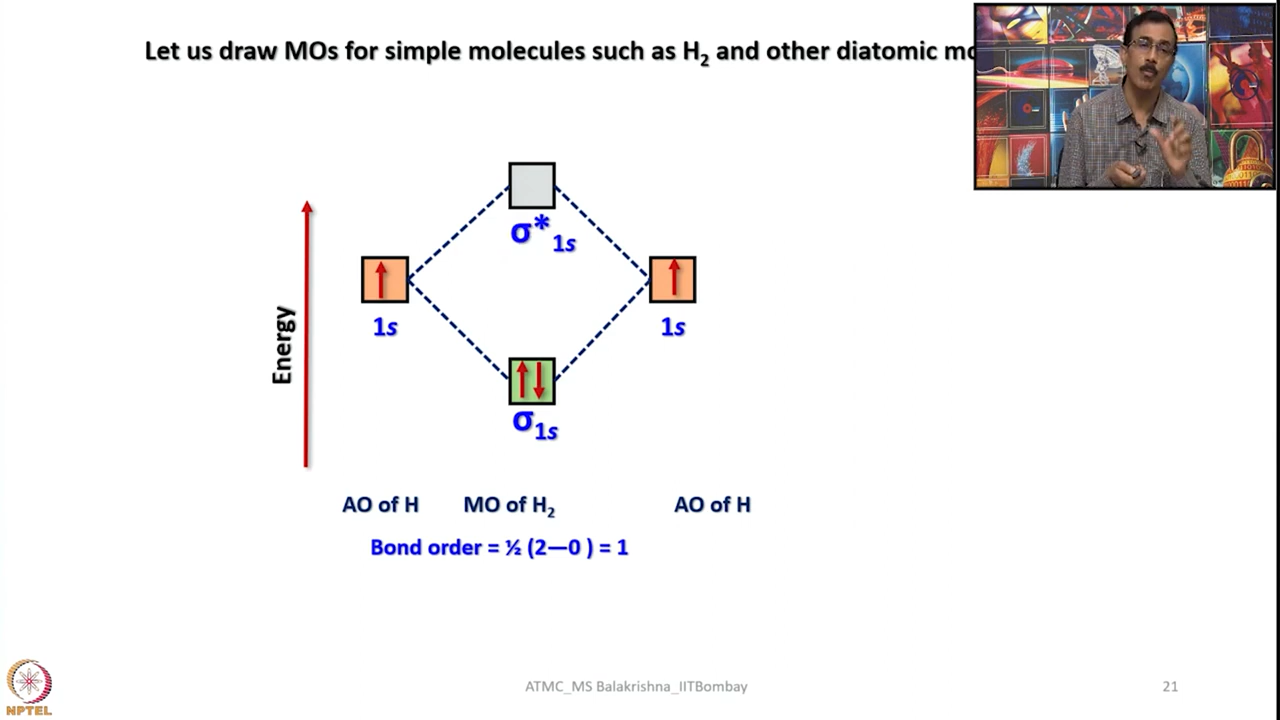 Let us draw MOs for simple molecules such as H₂ and other diatomic
σ*1s
1s
1s
Energy
σ1s
AO of H MO of H₂ AO of H
Bond order = ½ (2—0 ) = 1
NPTEL
ATMC_MS Balakrishna_IITBombay
21